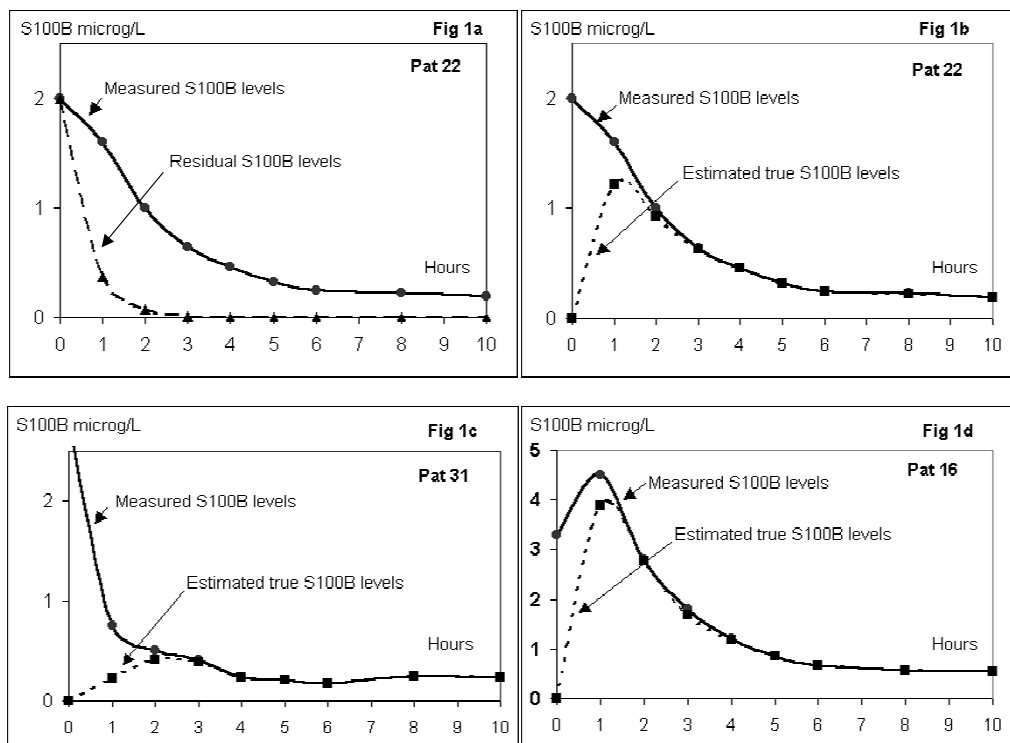 S100B microg/L
Fig 1a
Pat 22
2
Measured S100B levels
Residual S100B levels
1
Hours
0
0 1 2 3 4 5 6 7 8 9 10
S100B microg/L
Fig 1b
Pat 22
2
Measured S100B levels
Estimated true S100B levels
1
Hours
0
0 1 2 3 4 5 6 7 8 9 10
S100B microg/L
Fig 1c
Pat 31
2
Measured S100B levels
Estimated true S100B levels
1
Hours
0
0 1 2 3 4 5 6 7 8 9 10
S100B microg/L
Fig 1d
5
Pat 16
Measured S100B levels
4
Estimated true S100B levels
3
2
Hours
1
0
0 1 2 3 4 5 6 7 8 9 10